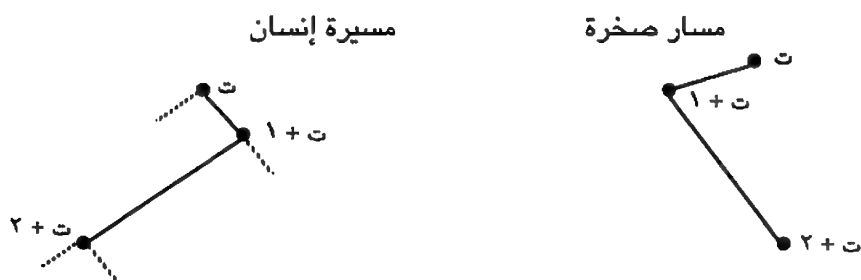 مسار صخرة
ت
ت + ١
ت + ٢
مسيرة إنسان
ت
ت + ١
ت + ٢